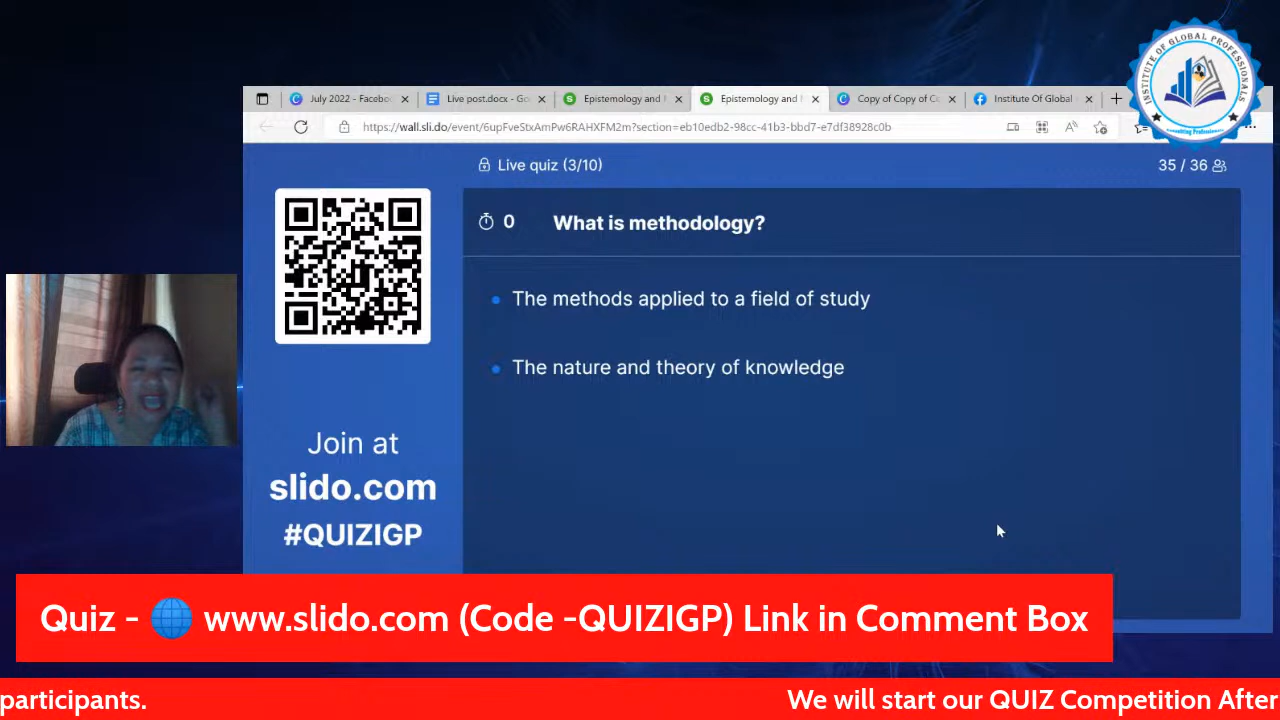 INSTITUTE OF GLOBAL PROFESSIONALS
Consulting Professionals
July 2022 - Facebo
Live post.docx - Go
Epistemology and
Epistemology and
Copy of Copy of C
Institute Of Global
https://wall.sli.do/event/6upFveStxAmPw6RAHXFM2m?section=eb10edb2-98cc-41b3-bbd7-e7df38928c0b
Live quiz (3/10)
35 / 36
0 What is methodology?
The methods applied to a field of study
The nature and theory of knowledge
Join at
slido.com
#QUIZIGP
Quiz - www.slido.com (Code -QUIZIGP) Link in Comment Box
participants. We will start our QUIZ Competition After